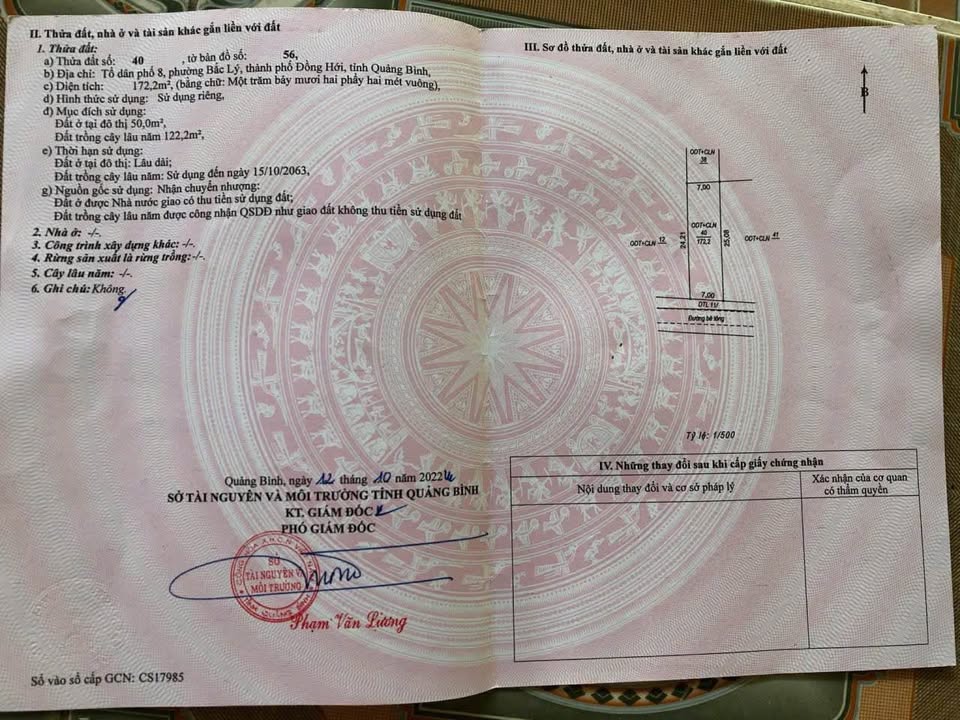 II. Thửa đất, nhà ở và tài sản khác gắn liền với đất
1. Thửa đất:
a) Thửa đất số: 40 , tờ bản đồ số: 56,
b) Địa chỉ: Tổ dân phố 8, phường Bắc Lý, thành phố Đồng Hới, tỉnh Quảng Bình,
c) Diện tích: 172,2m², (bằng chữ: Một trăm bảy mươi hai phẩy hai mét vuông),
d) Hình thức sử dụng: Sử dụng riêng,
đ) Mục đích sử dụng:
Đất ở tại đô thị 50,0m²,
Đất trồng cây lâu năm 122,2m²,
e) Thời hạn sử dụng:
Đất ở tại đô thị: Lâu dài;
Đất trồng cây lâu năm: Sử dụng đến ngày 15/10/2063,
g) Nguồn gốc sử dụng: Nhận chuyển nhượng:
Đất ở được Nhà nước giao có thu tiền sử dụng đất;
Đất trồng cây lâu năm được công nhận QSDĐ như giao đất không thu tiền sử dụng đất
2. Nhà ở: -/-.
3. Công trình xây dựng khác: -/-.
4. Rừng sản xuất là rừng trồng:-/-.
5. Cây lâu năm: -/-.
6. Ghi chú: Không.
Quảng Bình, ngày 12 tháng 10 năm 2022
SỞ TÀI NGUYÊN VÀ MÔI TRƯỜNG TỈNH QUẢNG BÌNH
KT. GIÁM ĐỐC
PHÓ GIÁM ĐỐC
SỞ
TÀI NGUYÊN VÀ
MÔI TRƯỜNG
Phạm Văn Lương
Số vào sổ cấp GCN: CS17985
III. Sơ đồ thửa đất, nhà ở và tài sản khác gắn liền với đất
B
ODT+CLN
38
7,00
ODT+CLN
40
172,2
ODT+CLN 12
24,21
25,08
ODT+CLN 41
7,00
Đường bê tông
Tỷ lệ: 1/500
IV. Những thay đổi sau khi cấp giấy chứng nhận
Nội dung thay đổi và cơ sở pháp lý
Xác nhận của cơ quan
có thẩm quyền